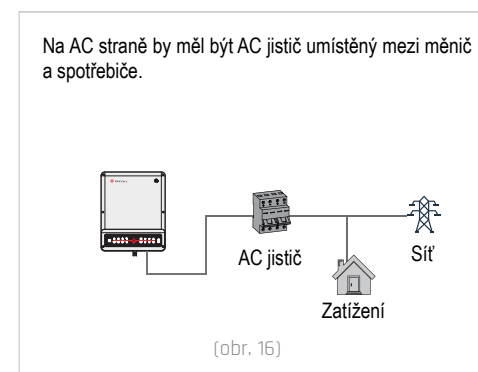 Na AC straně by měl být AC jistič umístěný mezi měnič
a spotřebiče.
AC jistič
Síť
Zatížení
(obr. 16)